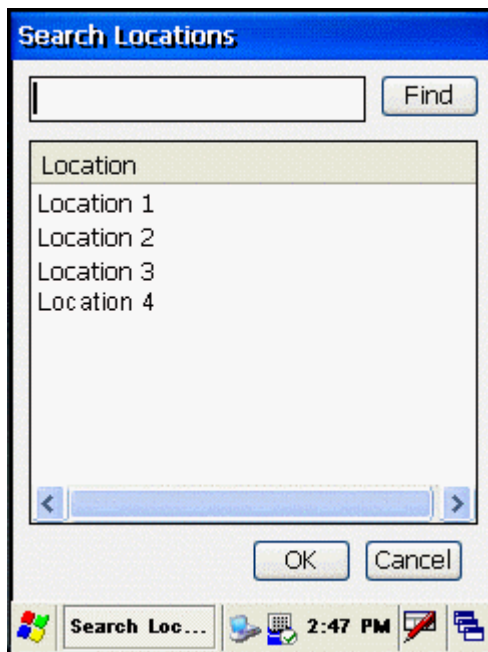 Search Locations
Find
Location
Location 1
Location 2
Location 3
Location 4
OK Cancel
Search Loc... 2:47 PM